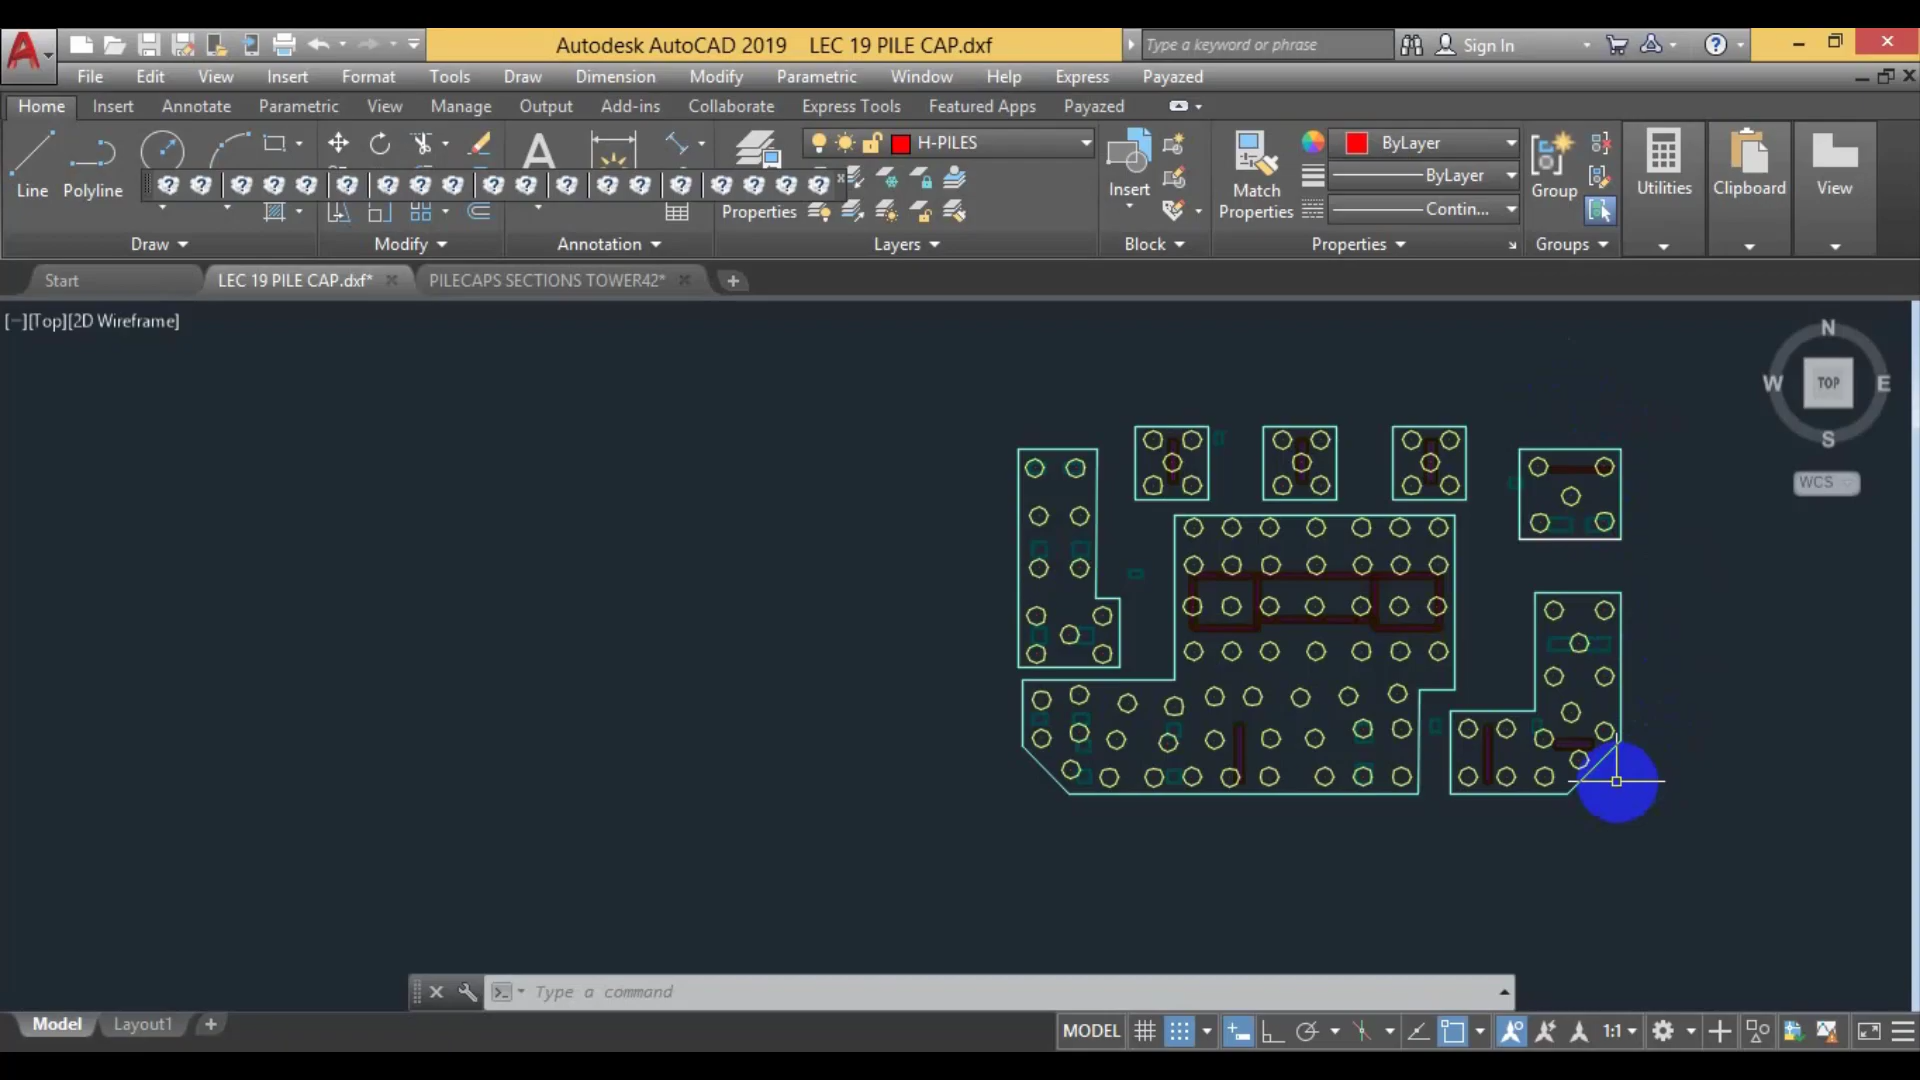 Autodesk AutoCAD 2019 LEC 19 PILE CAP.dxf
Type a keyword or phrase
Sign In
File Edit View Insert Format Tools Draw Dimension Modify Parametric Window Help Express Payazed
Home Insert Annotate Parametric View Manage Output Add-ins Collaborate Express Tools Featured Apps Payazed
Line Polyline
Properties
H-PILES
Insert
Match
Properties
ByLayer
ByLayer
Contin...
Group
Utilities
Clipboard
View
Draw Modify Annotation Layers Block Properties Groups
Start LEC 19 PILE CAP.dxf* PILECAPS SECTIONS TOWER42*
[−][Top][2D Wireframe]
N
W TOP E
S
WCS
Type a command
Model Layout1
MODEL 1:1